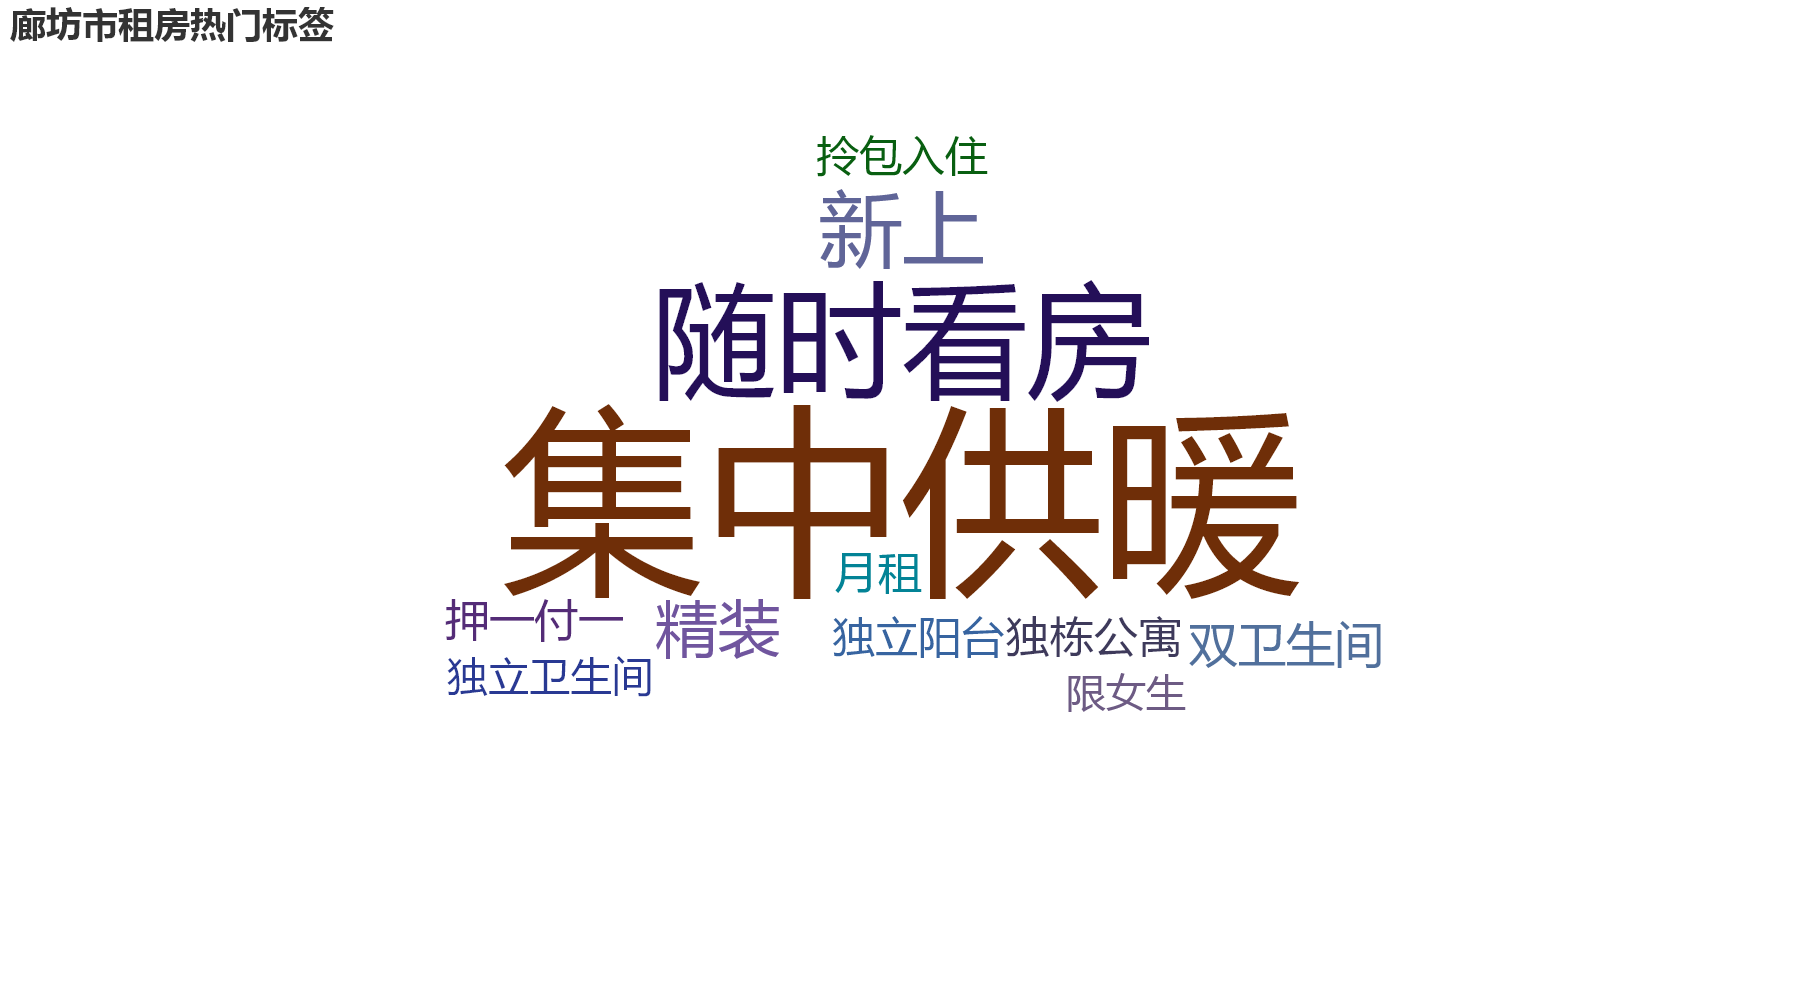 廊坊市租房热门标签
拎包入住
新上
随时看房
集中供暖
月租
押一付一
精装
独立阳台
独栋公寓
双卫生间
独立卫生间
限女生